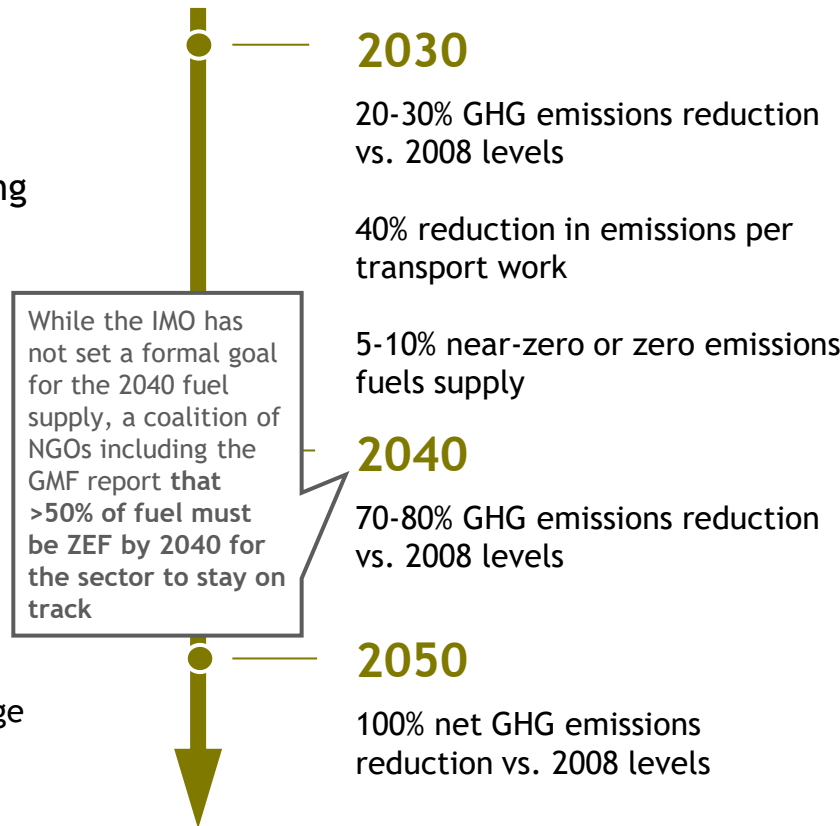 2030
20-30% GHG emissions reduction
vs. 2008 levels
ng
40% reduction in emissions per
transport work
5-10% near-zero or zero emissions
fuels supply
While the IMO has
not set a formal goal
for the 2040 fuel
supply, a coalition of
NGOs including the
GMF report that
>50% of fuel must
be ZEF by 2040 for
the sector to stay on
track
2040
70-80% GHG emissions reduction
vs. 2008 levels
2050
ge
100% net GHG emissions
reduction vs. 2008 levels